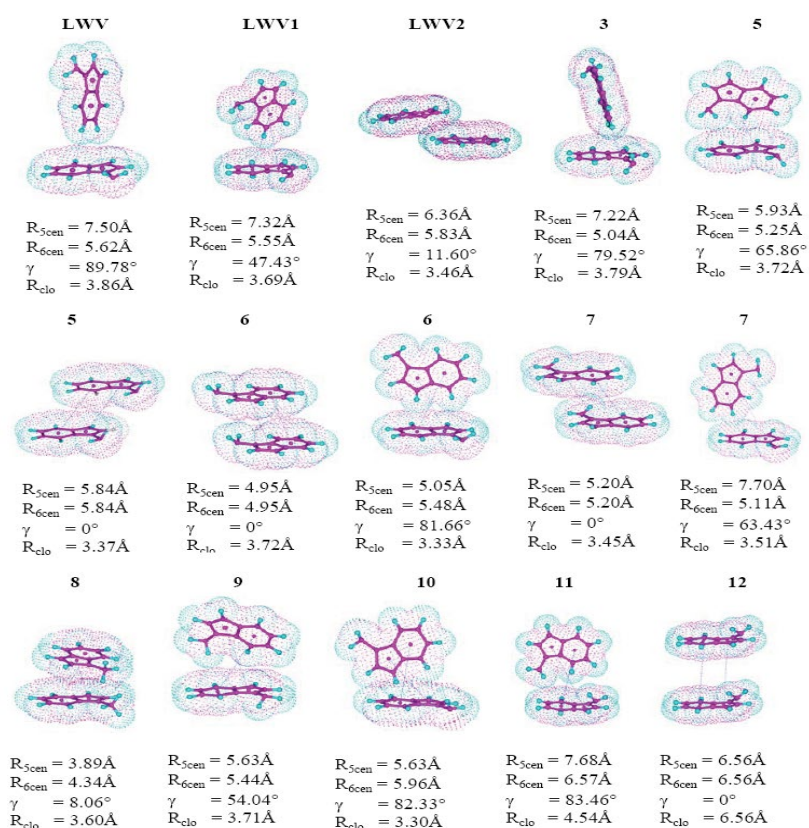 LWV LWV1 LWV2 3 5
R5cen = 7.50Å R5cen = 7.32Å R5cen = 6.36Å R5cen = 7.22Å R5cen = 5.93Å
R6cen = 5.62Å R6cen = 5.55Å R6cen = 5.83Å R6cen = 5.04Å R6cen = 5.25Å
γ = 89.78° γ = 47.43° γ = 11.60° γ = 79.52° γ = 65.86°
Rclo = 3.86Å Rclo = 3.69Å Rclo = 3.46Å Rclo = 3.79Å Rclo = 3.72Å
5 6 6 7 7
R5cen = 5.84Å R5cen = 4.95Å R5cen = 5.05Å R5cen = 5.20Å R5cen = 7.70Å
R6cen = 5.84Å R6cen = 4.95Å R6cen = 5.48Å R6cen = 5.20Å R6cen = 5.11Å
γ = 0° γ = 0° γ = 81.66° γ = 0° γ = 63.43°
Rclo = 3.37Å Rclo = 3.72Å Rclo = 3.33Å Rclo = 3.45Å Rclo = 3.51Å
8 9 10 11 12
R5cen = 3.89Å R5cen = 5.63Å R5cen = 5.63Å R5cen = 7.68Å R5cen = 6.56Å
R6cen = 4.34Å R6cen = 5.44Å R6cen = 5.96Å R6cen = 6.57Å R6cen = 6.56Å
γ = 8.06° γ = 54.04° γ = 82.33° γ = 83.46° γ = 0°
Rclo = 3.60Å Rclo = 3.71Å Rclo = 3.30Å Rclo = 4.54Å Rclo = 6.56Å